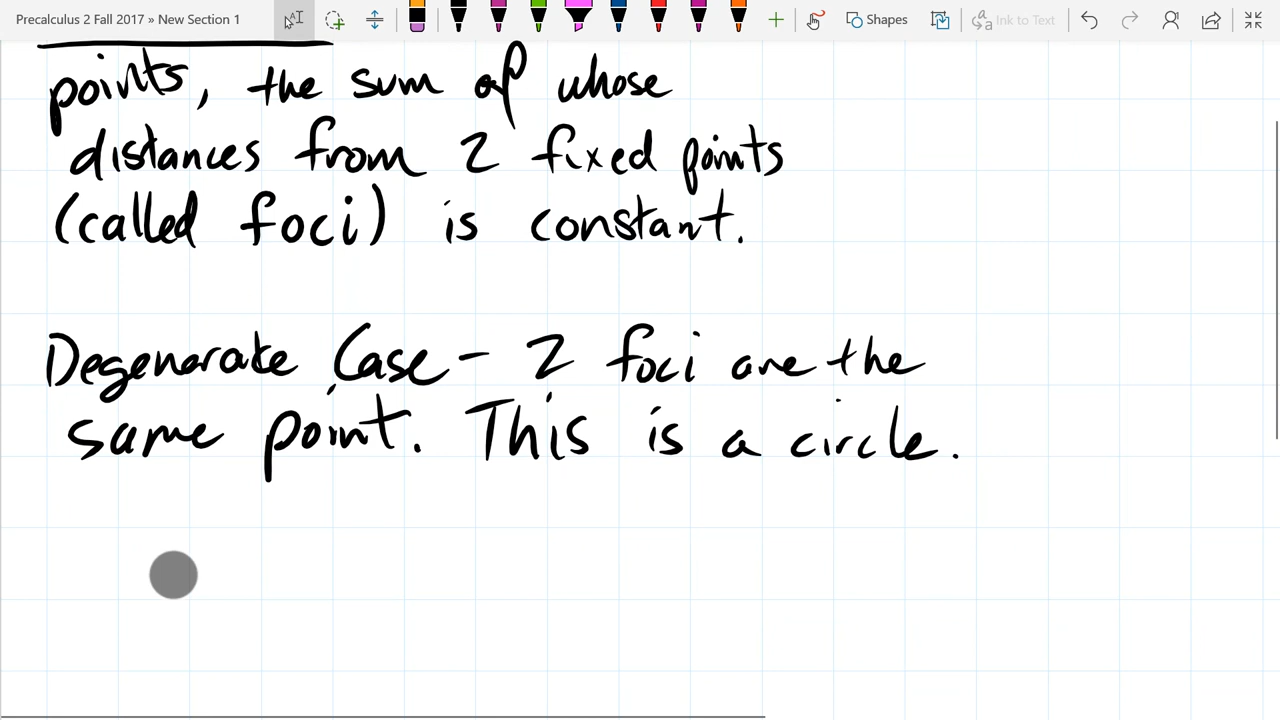 Precalculus 2 Fall 2017 » New Section 1
Shapes
Ink to Text
points, the sum of whose
distances from 2 fixed points
(called foci) is constant.
Degenerate Case - 2 foci are the
same point. This is a circle.